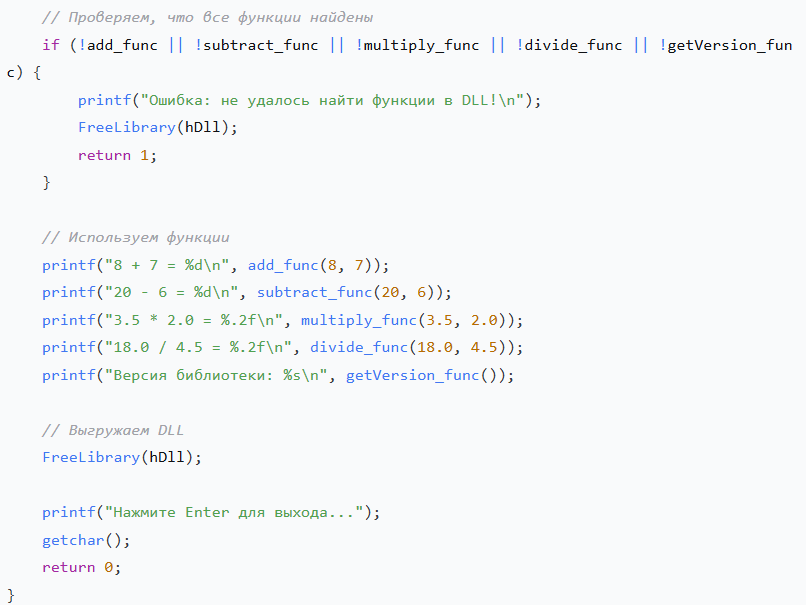 // Проверяем, что все функции найдены
if (!add_func || !subtract_func || !multiply_func || !divide_func || !getVersion_fun
c) {
printf("Ошибка: не удалось найти функции в DLL!\n");
FreeLibrary(hDll);
return 1;
}
// Используем функции
printf("8 + 7 = %d\n", add_func(8, 7));
printf("20 - 6 = %d\n", subtract_func(20, 6));
printf("3.5 * 2.0 = %.2f\n", multiply_func(3.5, 2.0));
printf("18.0 / 4.5 = %.2f\n", divide_func(18.0, 4.5));
printf("Версия библиотеки: %s\n", getVersion_func());
// Выгружаем DLL
FreeLibrary(hDll);
printf("Нажмите Enter для выхода...");
getchar();
return 0;
}